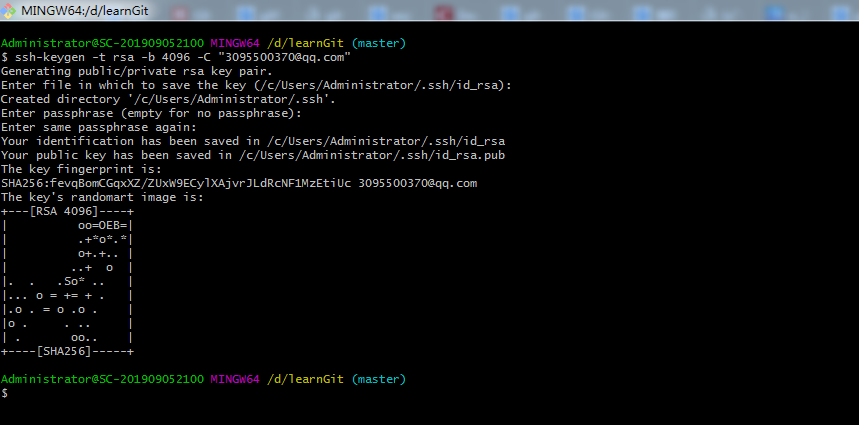 MINGW64:/d/learnGit
Administrator@SC-201909052100 MINGW64 /d/learnGit (master)
$ ssh-keygen -t rsa -b 4096 -C "3095500370@qq.com"
Generating public/private rsa key pair.
Enter file in which to save the key (/c/Users/Administrator/.ssh/id_rsa):
Created directory '/c/Users/Administrator/.ssh'.
Enter passphrase (empty for no passphrase):
Enter same passphrase again:
Your identification has been saved in /c/Users/Administrator/.ssh/id_rsa
Your public key has been saved in /c/Users/Administrator/.ssh/id_rsa.pub
The key fingerprint is:
SHA256:fevqBomCGqxXZ/ZUxW9ECylXAjvrJLdRcNF1MzEtiUc 3095500370@qq.com
The key's randomart image is:
+---[RSA 4096]----+
|          oo=OEB=|
|          .+*o*.*|
|          o+.+.. |
|         ..+  o  |
|.  .   .So* ..   |
|... o = += + .   |
|.o . = o .o .    |
|o .     . ..     |
| .       oo..    |
+----[SHA256]-----+
Administrator@SC-201909052100 MINGW64 /d/learnGit (master)
$